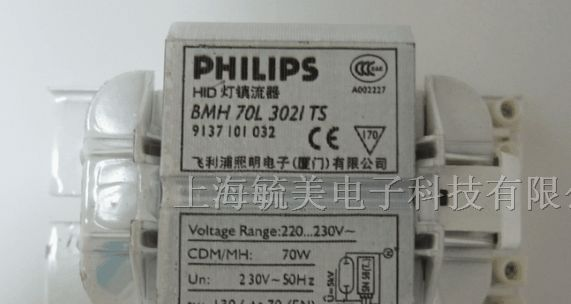 PHILIPS
HID 灯镇流器
A002227
BMH 70L 302I TS
9137 101 032
170
飞利浦照明电子(厦门)有限公司
上海毓美电子科技有限公司
Voltage Range:220...230V~
CDM/MH: 70W
Un: 230V~50Hz